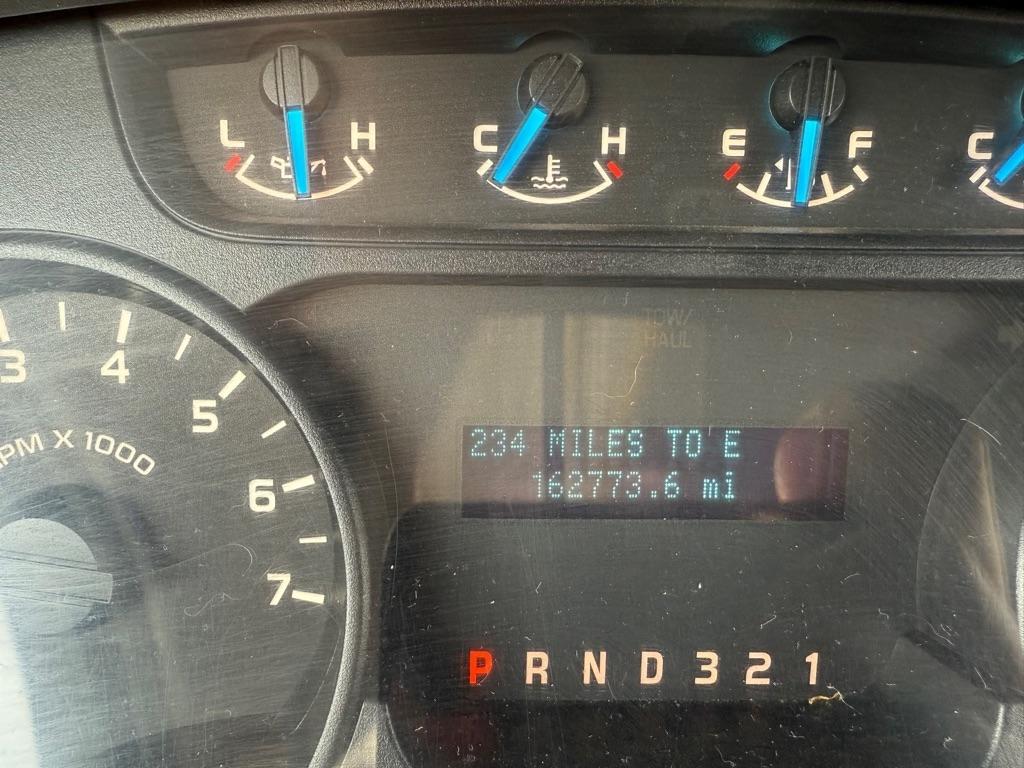 L H
C H
E F
C
TOW/
HAUL
3 4 5 6 7
PM X 1000
234 MILES TO E
162773.6 mi
P R N D 3 2 1